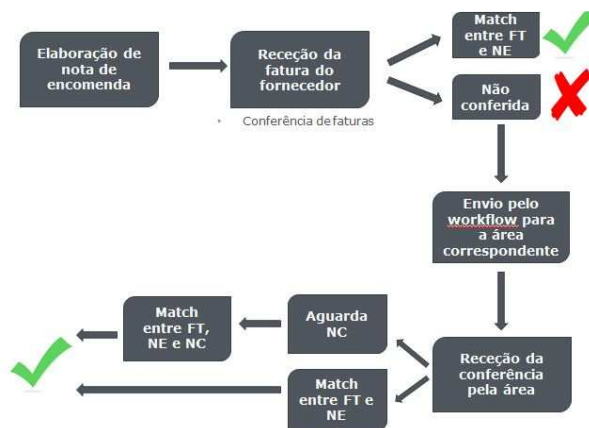 Elaboração de
nota de
encomenda
Receção da
fatura do
fornecedor
Match
entre FT
e NE
Não
conferida
• Conferência de faturas
Envio pelo
workflow para
a área
correspondente
Match
entre FT,
NE e NC
Aguarda
NC
Match
entre FT e
NE
Receção da
conferência
pela área